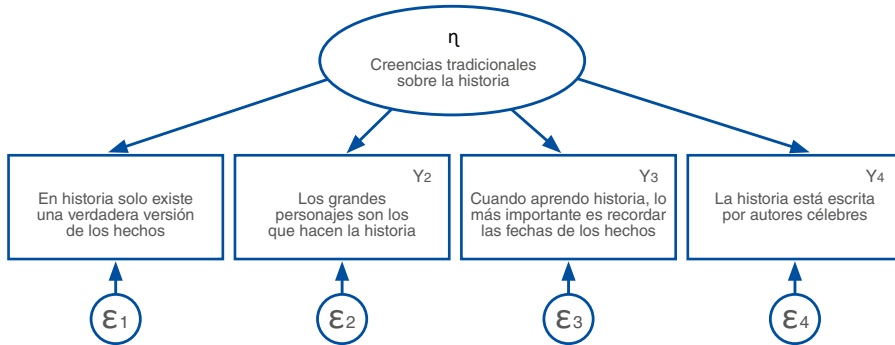 η
Creencias tradicionales
sobre la historia
En historia solo existe
una verdadera versión
de los hechos
Y2
Los grandes
personajes son los
que hacen la historia
Y3
Cuando aprendo historia, lo
más importante es recordar
las fechas de los hechos
Y4
La historia está escrita
por autores célebres
ε1
ε2
ε3
ε4